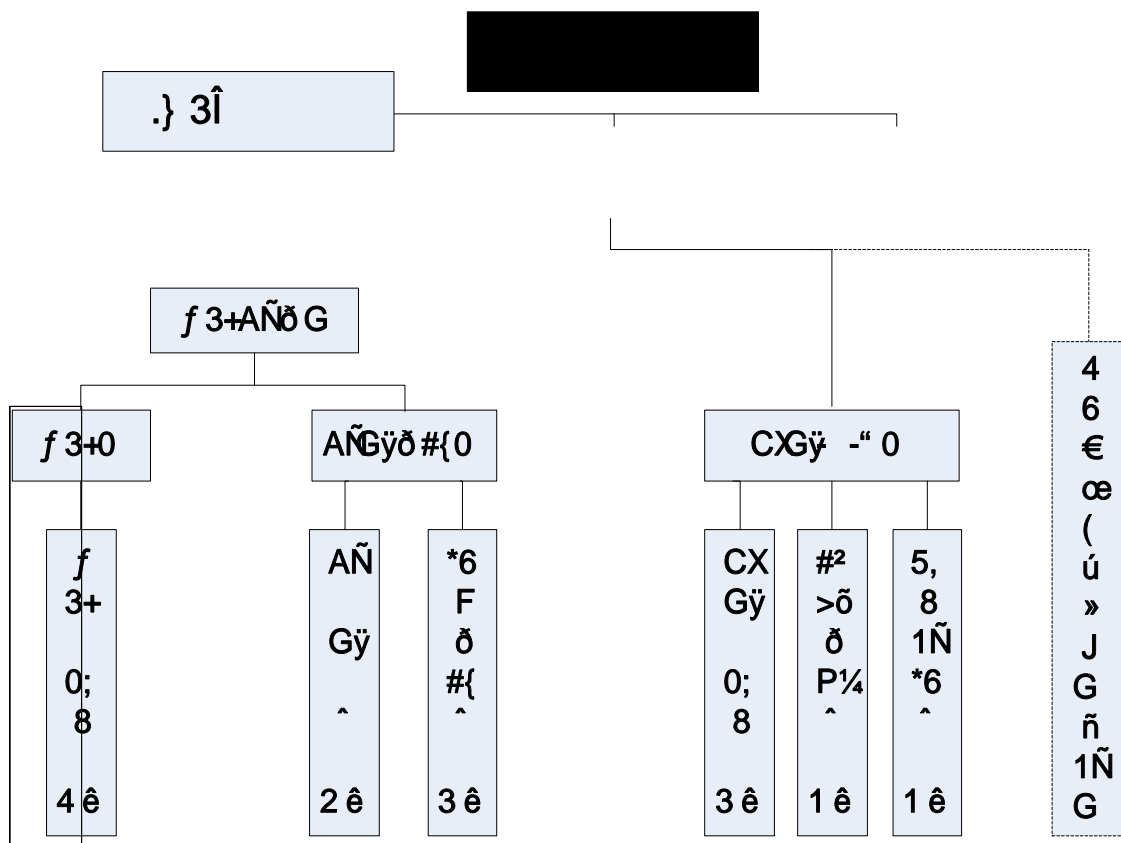 .} 3Î
ƒ 3+AÑð G
ƒ 3+0
AÑGÿð #{0
CXGÿ- -“ 0
ƒ
3+
0;
8
4 ê
AÑ
Gÿ
ˆ
2 ê
*6
F
ð
#{
ˆ
3 ê
CX
Gÿ
0;
8
3 ê
#²
>õ
ð
P¼
ˆ
1 ê
5,
8
1Ñ
*6
ˆ
1 ê
4
6
€
œ
(
ú
»
J
G
ñ
1Ñ
G